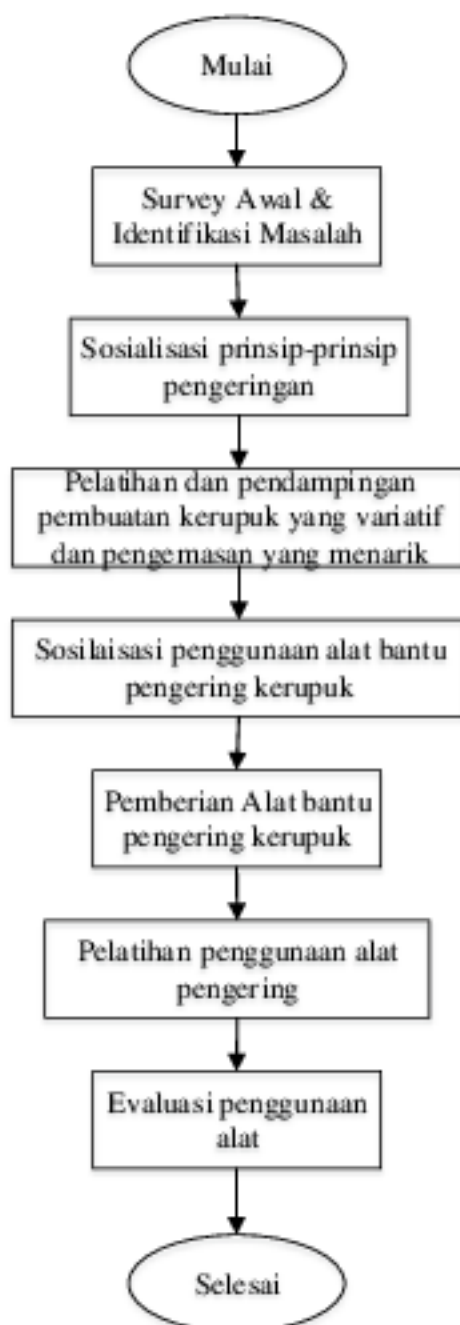 Mulai
Survey Awal &
Identifikasi Masalah
Sosialisasi prinsip-prinsip
pengeringan
Pelatihan dan pendampingan
pembuatan kerupuk yang variatif
dan pengemasan yang menarik
Sosilaisasi penggunaan alat bantu
pengering kerupuk
Pemberian Alat bantu
pengering kerupuk
Pelatihan penggunaan alat
pengering
Evaluasi penggunaan
alat
Selesai